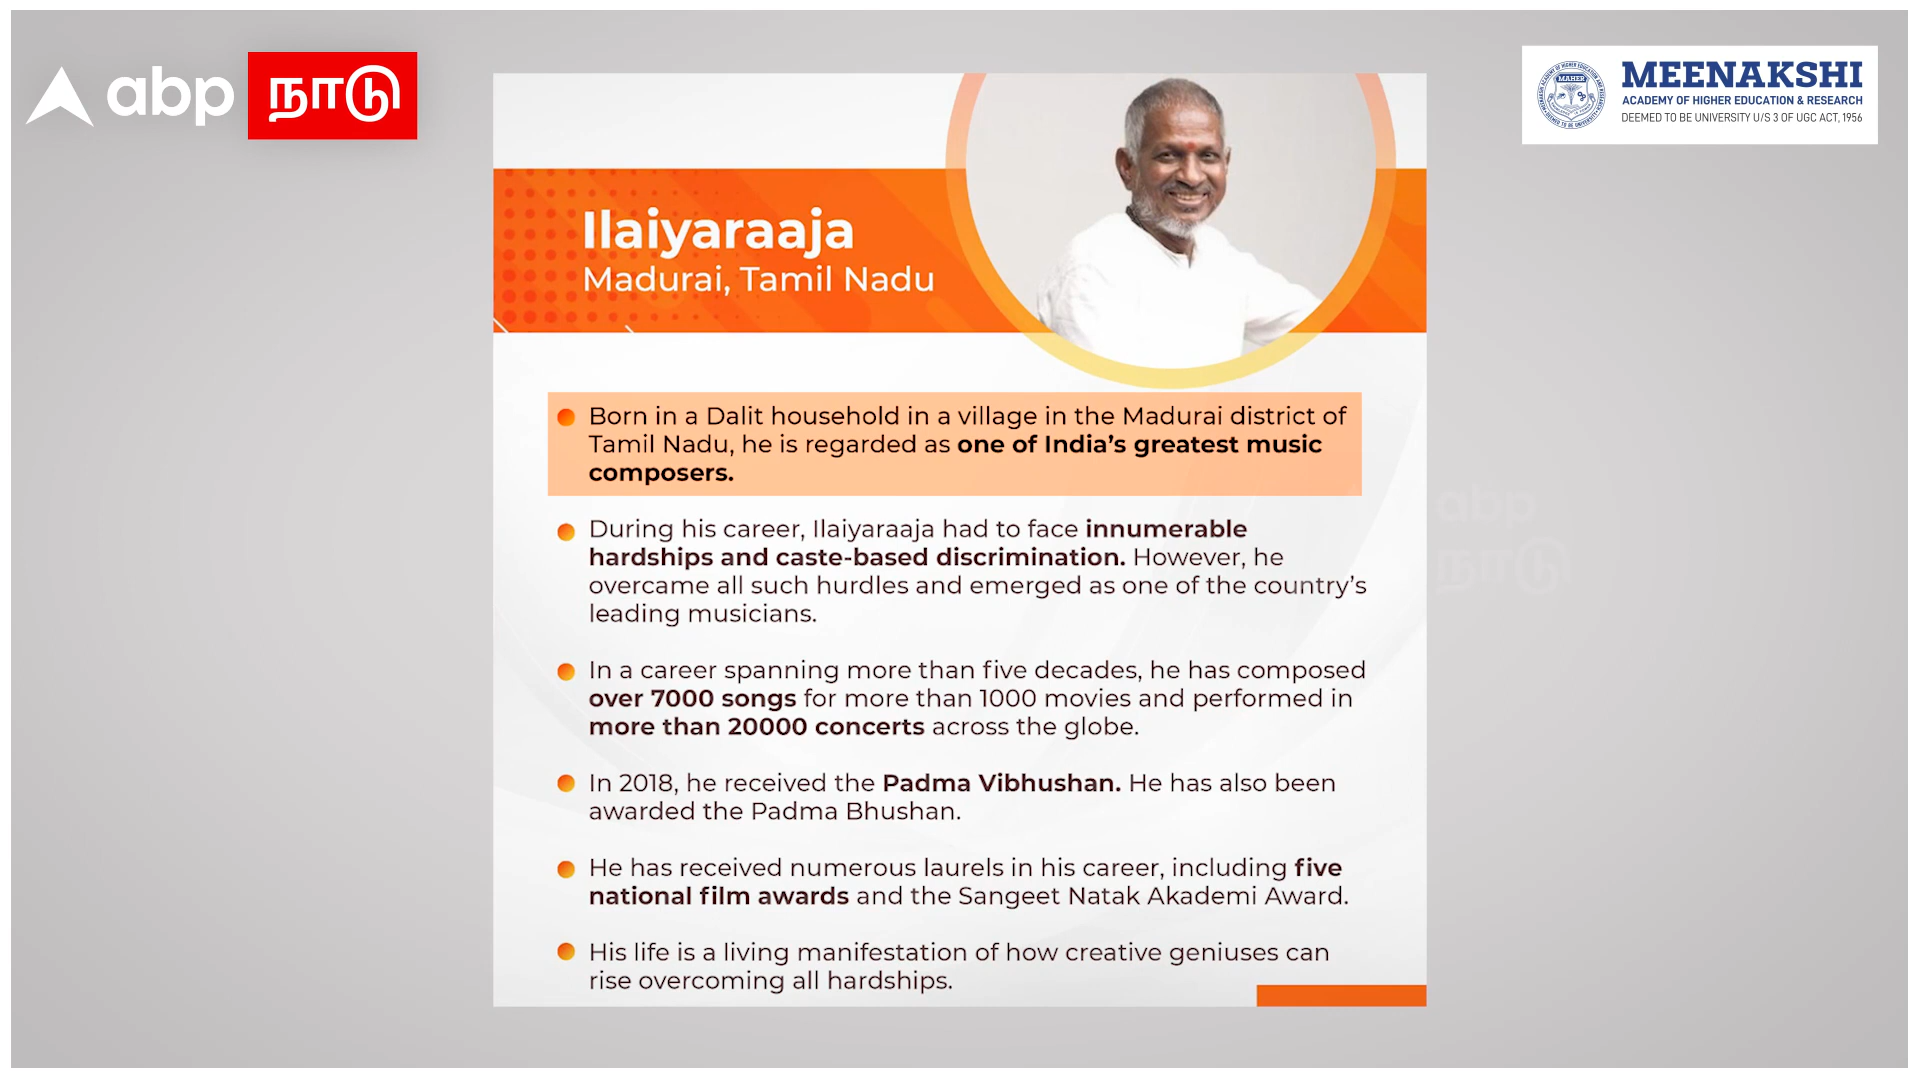 abp நாடு
MEENAKSHI
ACADEMY OF HIGHER EDUCATION & RESEARCH
DEEMED TO BE UNIVERSITY U/S 3 OF UGC ACT, 1956
MAHER
Ilaiyaraaja
Madurai, Tamil Nadu
Born in a Dalit household in a village in the Madurai district of
Tamil Nadu, he is regarded as one of India's greatest music
composers.
During his career, Ilaiyaraaja had to face innumerable
hardships and caste-based discrimination. However, he
overcame all such hurdles and emerged as one of the country's
leading musicians.
In a career spanning more than five decades, he has composed
over 7000 songs for more than 1000 movies and performed in
more than 20000 concerts across the globe.
In 2018, he received the Padma Vibhushan. He has also been
awarded the Padma Bhushan.
He has received numerous laurels in his career, including five
national film awards and the Sangeet Natak Akademi Award.
His life is a living manifestation of how creative geniuses can
rise overcoming all hardships.
abp
நாடு